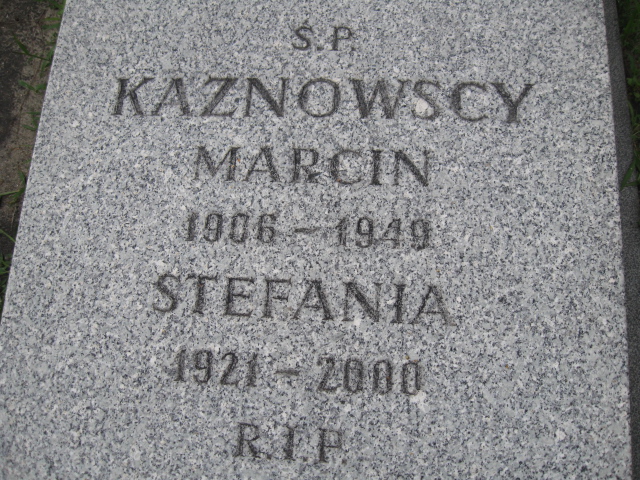 Ś.P.
KAZNOWSCY
MARCIN
1906 – 1949
STEFANIA
1921 – 2000
R.I.P.